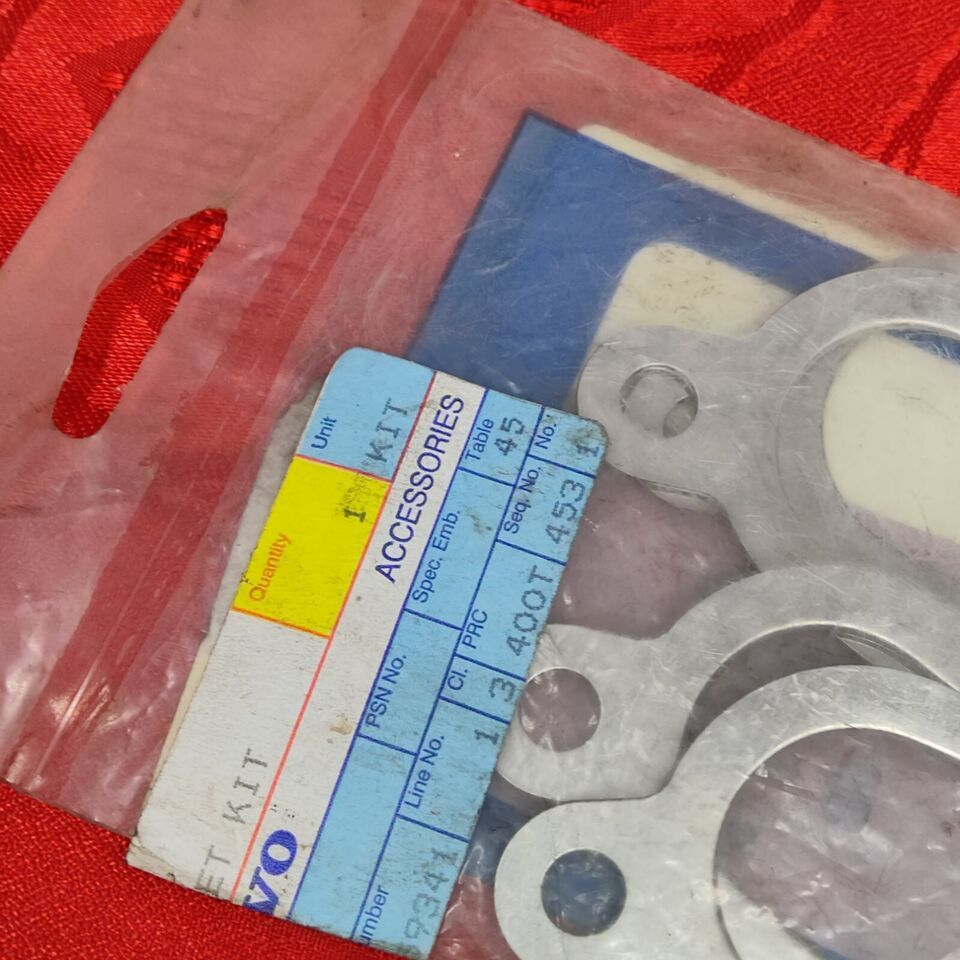 Unit
KIT
Quantity
1
ET KIT
VO
ACCESSORIES
Table
45
Spec. Emb.
PSN No.
No.
1
Seq. No.
453
PRC
400T
Cl.
3
Line No.
1
umber
9341